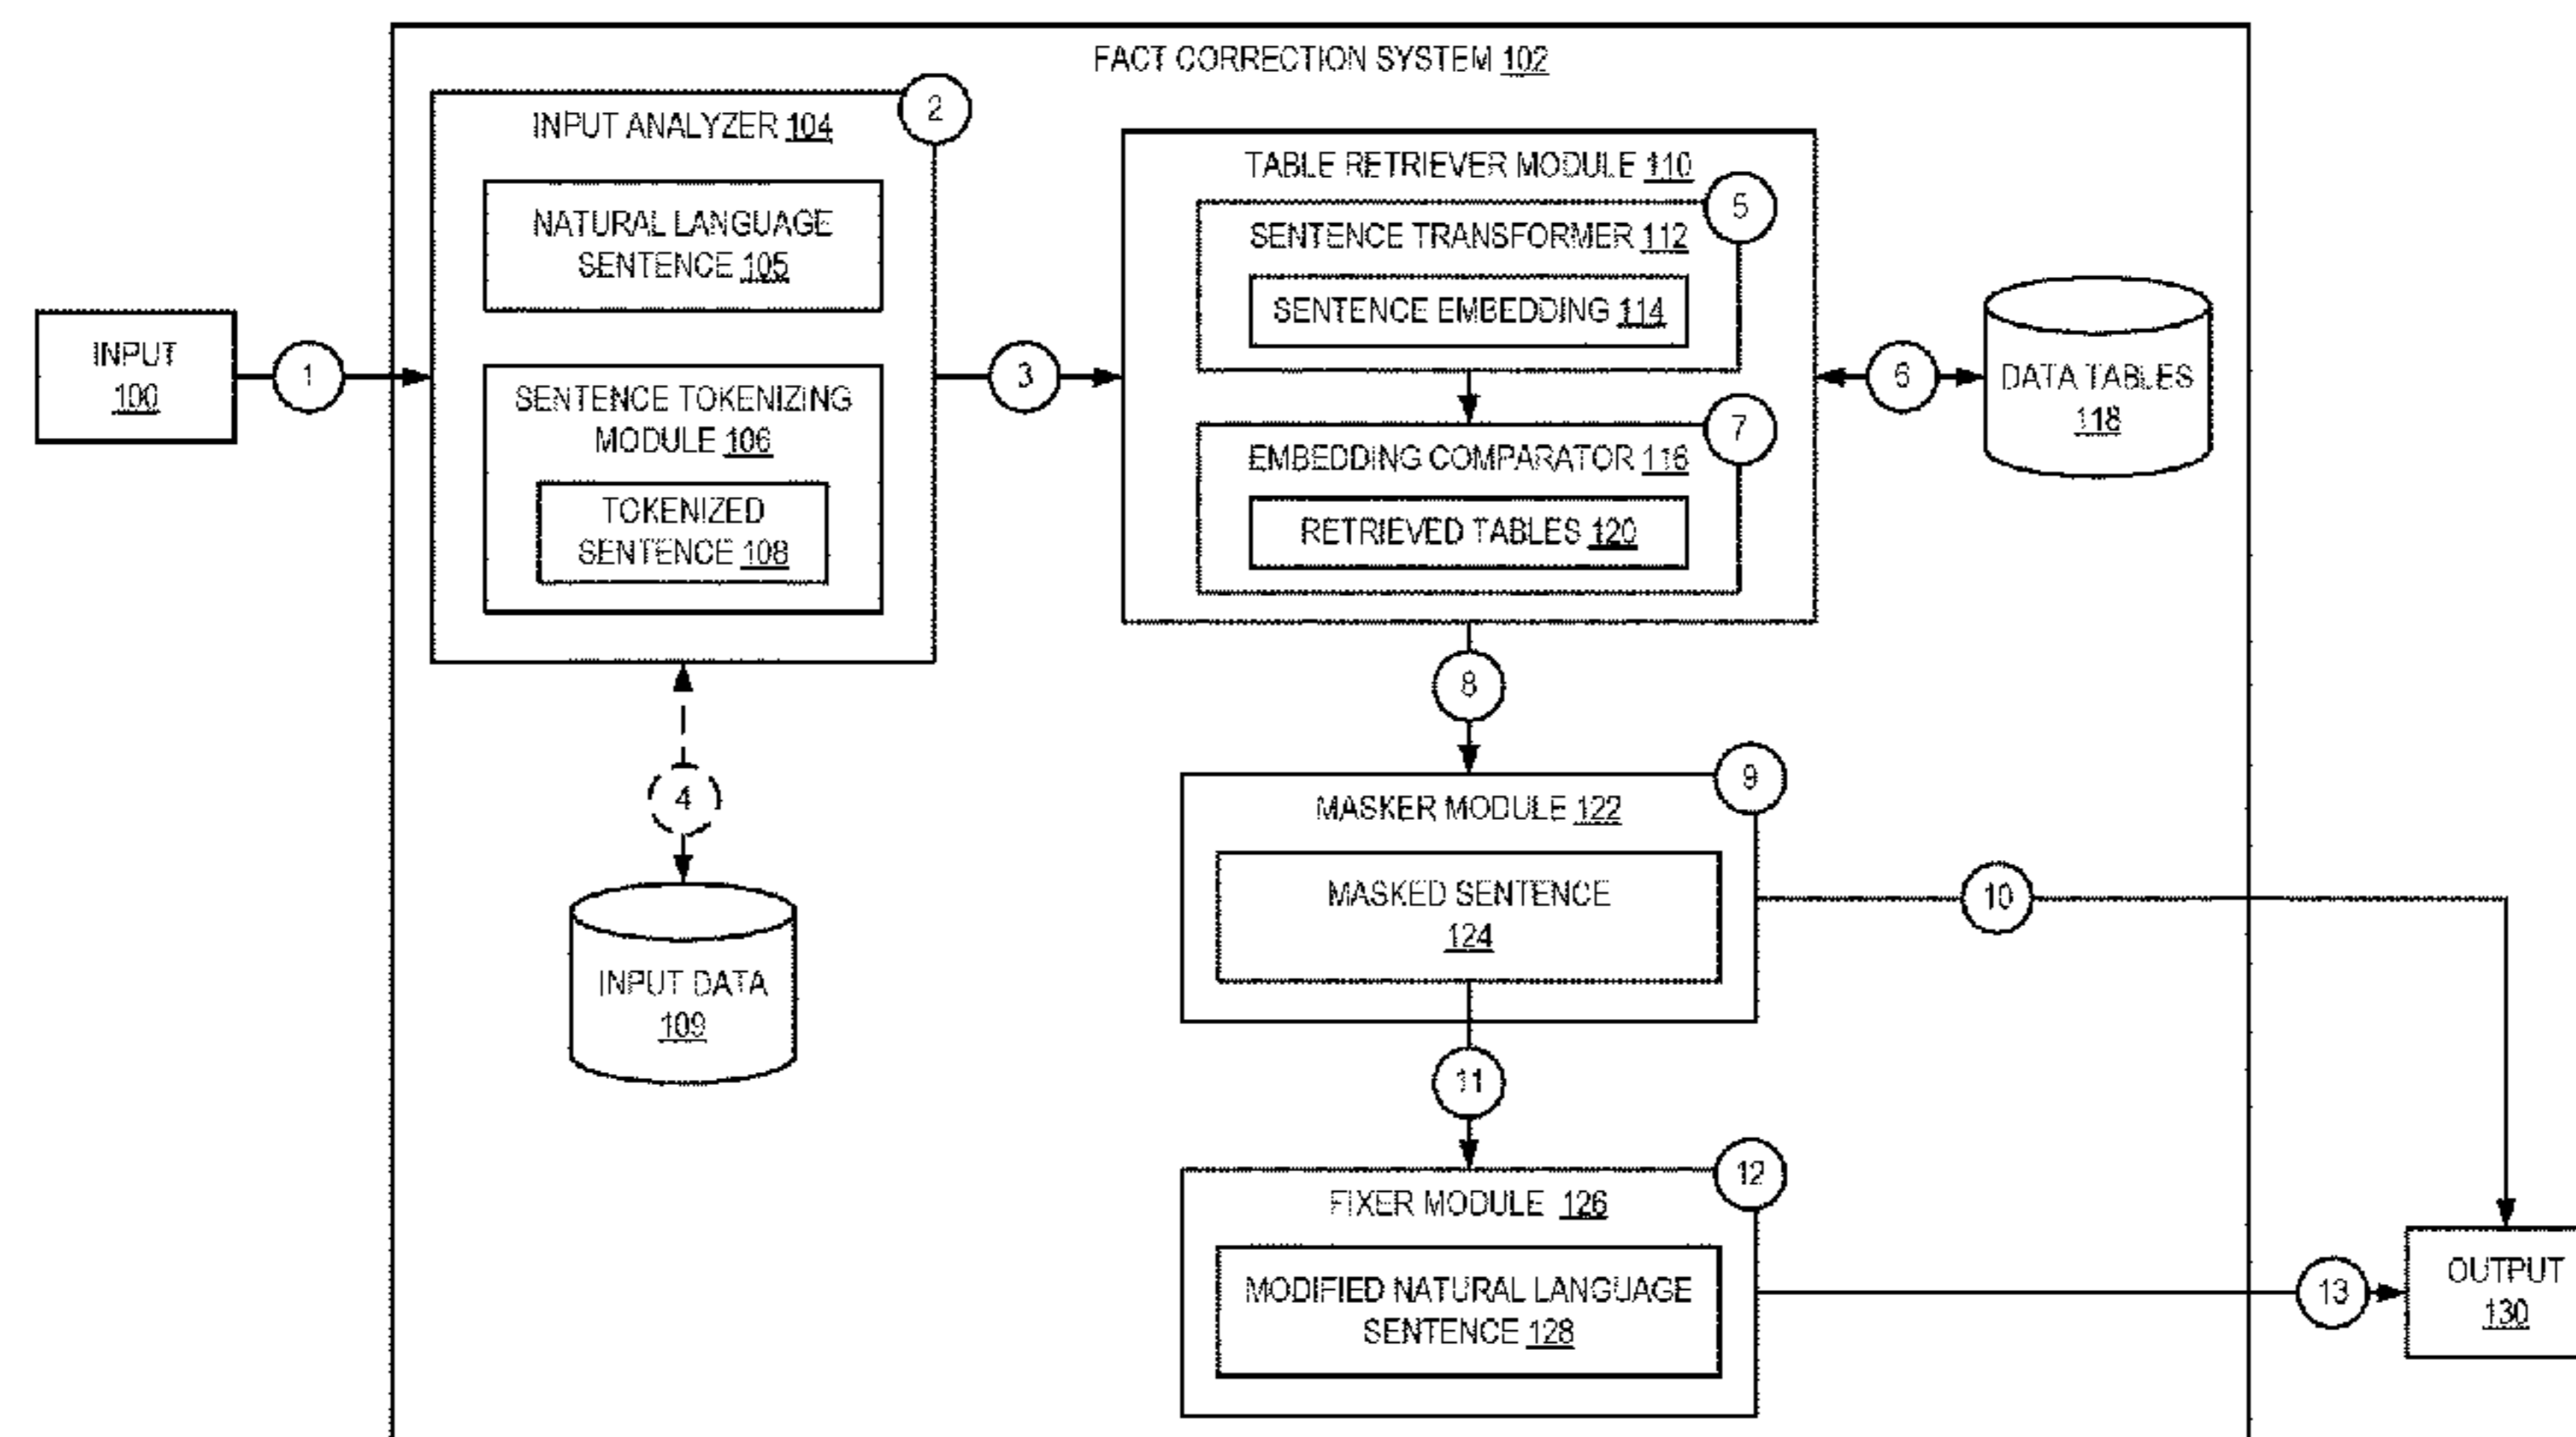 FACT CORRECTION SYSTEM 102
INPUT
100
1
INPUT ANALYZER 104
2
NATURAL LANGUAGE
SENTENCE 105
SENTENCE TOKENIZING
MODULE 106
TOKENIZED
SENTENCE 108
3
4
INPUT DATA
109
TABLE RETRIEVER MODULE 110
5
SENTENCE TRANSFORMER 112
SENTENCE EMBEDDING 114
7
EMBEDDING COMPARATOR 116
RETRIEVED TABLES 120
6
DATA TABLES
118
8
9
MASKER MODULE 122
MASKED SENTENCE
124
10
11
12
FIXER MODULE 126
MODIFIED NATURAL LANGUAGE
SENTENCE 128
13
OUTPUT
130